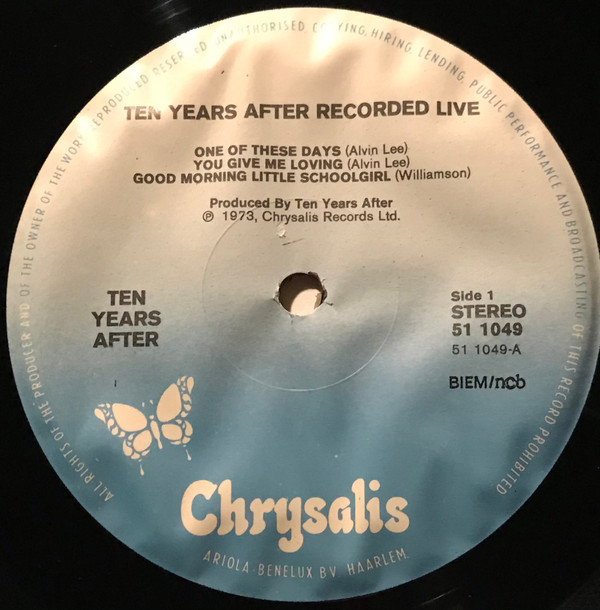 ALL RIGHTS OF THE PRODUCER AND OF THE OWNER OF THE WORK REPRODUCED RESERVED UNAUTHORISED COPYING, HIRING, LENDING, PUBLIC PERFORMANCE AND BROADCASTING OF THIS RECORD PROHIBITED
TEN YEARS AFTER RECORDED LIVE
ONE OF THESE DAYS (Alvin Lee)
YOU GIVE ME LOVING (Alvin Lee)
GOOD MORNING LITTLE SCHOOLGIRL (Williamson)
Produced By Ten Years After
℗ 1973, Chrysalis Records Ltd.
TEN
YEARS
AFTER
Side 1
STEREO
51 1049
51 1049-A
BIEM/ncb
Chrysalis
ARIOLA-BENELUX B.V. HAARLEM.